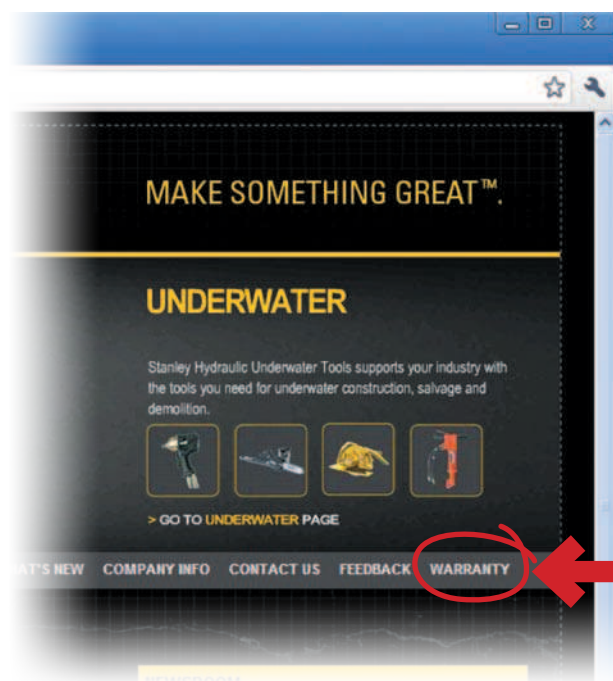 MAKE SOMETHING GREAT™.
UNDERWATER
Stanley Hydraulic Underwater Tools supports your industry with
the tools you need for underwater construction, salvage and
demolition.
> GO TO UNDERWATER PAGE
NEW COMPANY INFO CONTACT US FEEDBACK WARRANTY